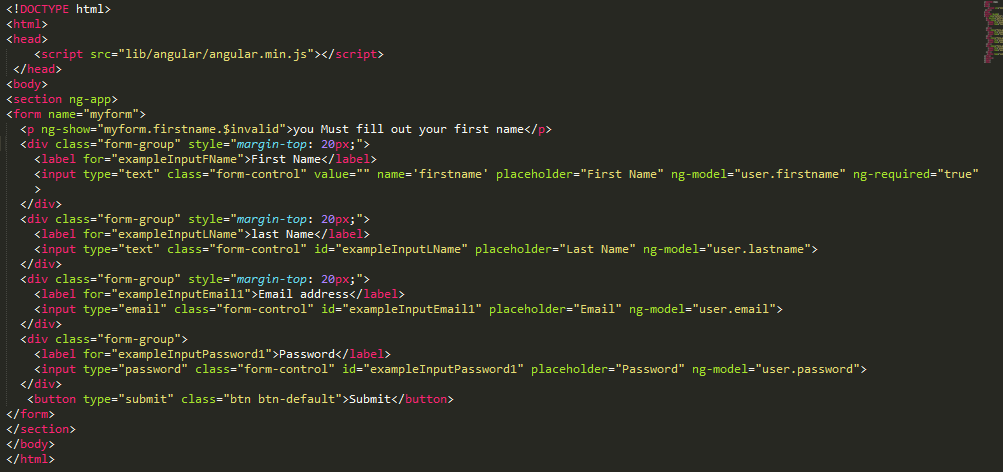 <!DOCTYPE html>
<html>
<head>
    <script src="lib/angular/angular.min.js"></script>
 </head>
<body>
<section ng-app>
<form name="myform">
  <p ng-show="myform.firstname.$invalid">you Must fill out your first name</p>
  <div class="form-group" style="margin-top: 20px;">
    <label for="exampleInputFName">First Name</label>
    <input type="text" class="form-control" value="" name='firstname' placeholder="First Name" ng-model="user.firstname" ng-required="true"
    >
  </div>
  <div class="form-group" style="margin-top: 20px;">
    <label for="exampleInputLName">last Name</label>
    <input type="text" class="form-control" id="exampleInputLName" placeholder="Last Name" ng-model="user.lastname">
  </div>
  <div class="form-group" style="margin-top: 20px;">
    <label for="exampleInputEmail1">Email address</label>
    <input type="email" class="form-control" id="exampleInputEmail1" placeholder="Email" ng-model="user.email">
  </div>
  <div class="form-group">
    <label for="exampleInputPassword1">Password</label>
    <input type="password" class="form-control" id="exampleInputPassword1" placeholder="Password" ng-model="user.password">
  </div>
   <button type="submit" class="btn btn-default">Submit</button>
</form>
</section>
</body>
</html>